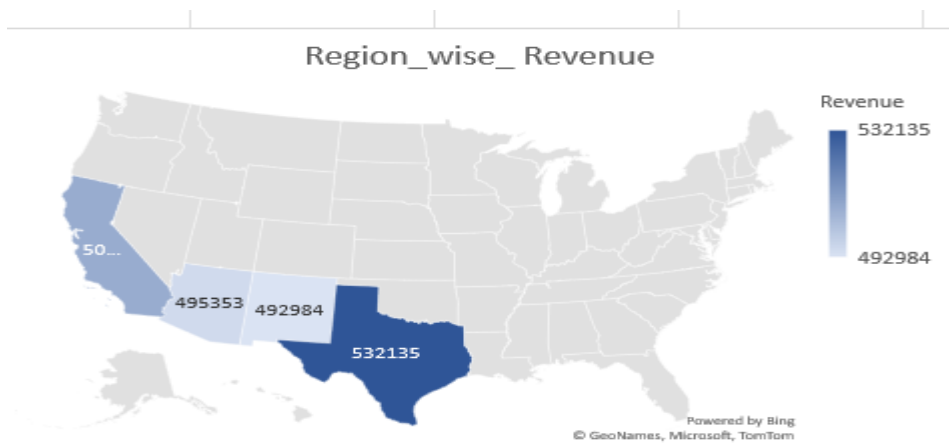 Region_wise_ Revenue
Revenue
532135
492984
50...
495353
492984
532135
Powered by Bing
© GeoNames, Microsoft, TomTom